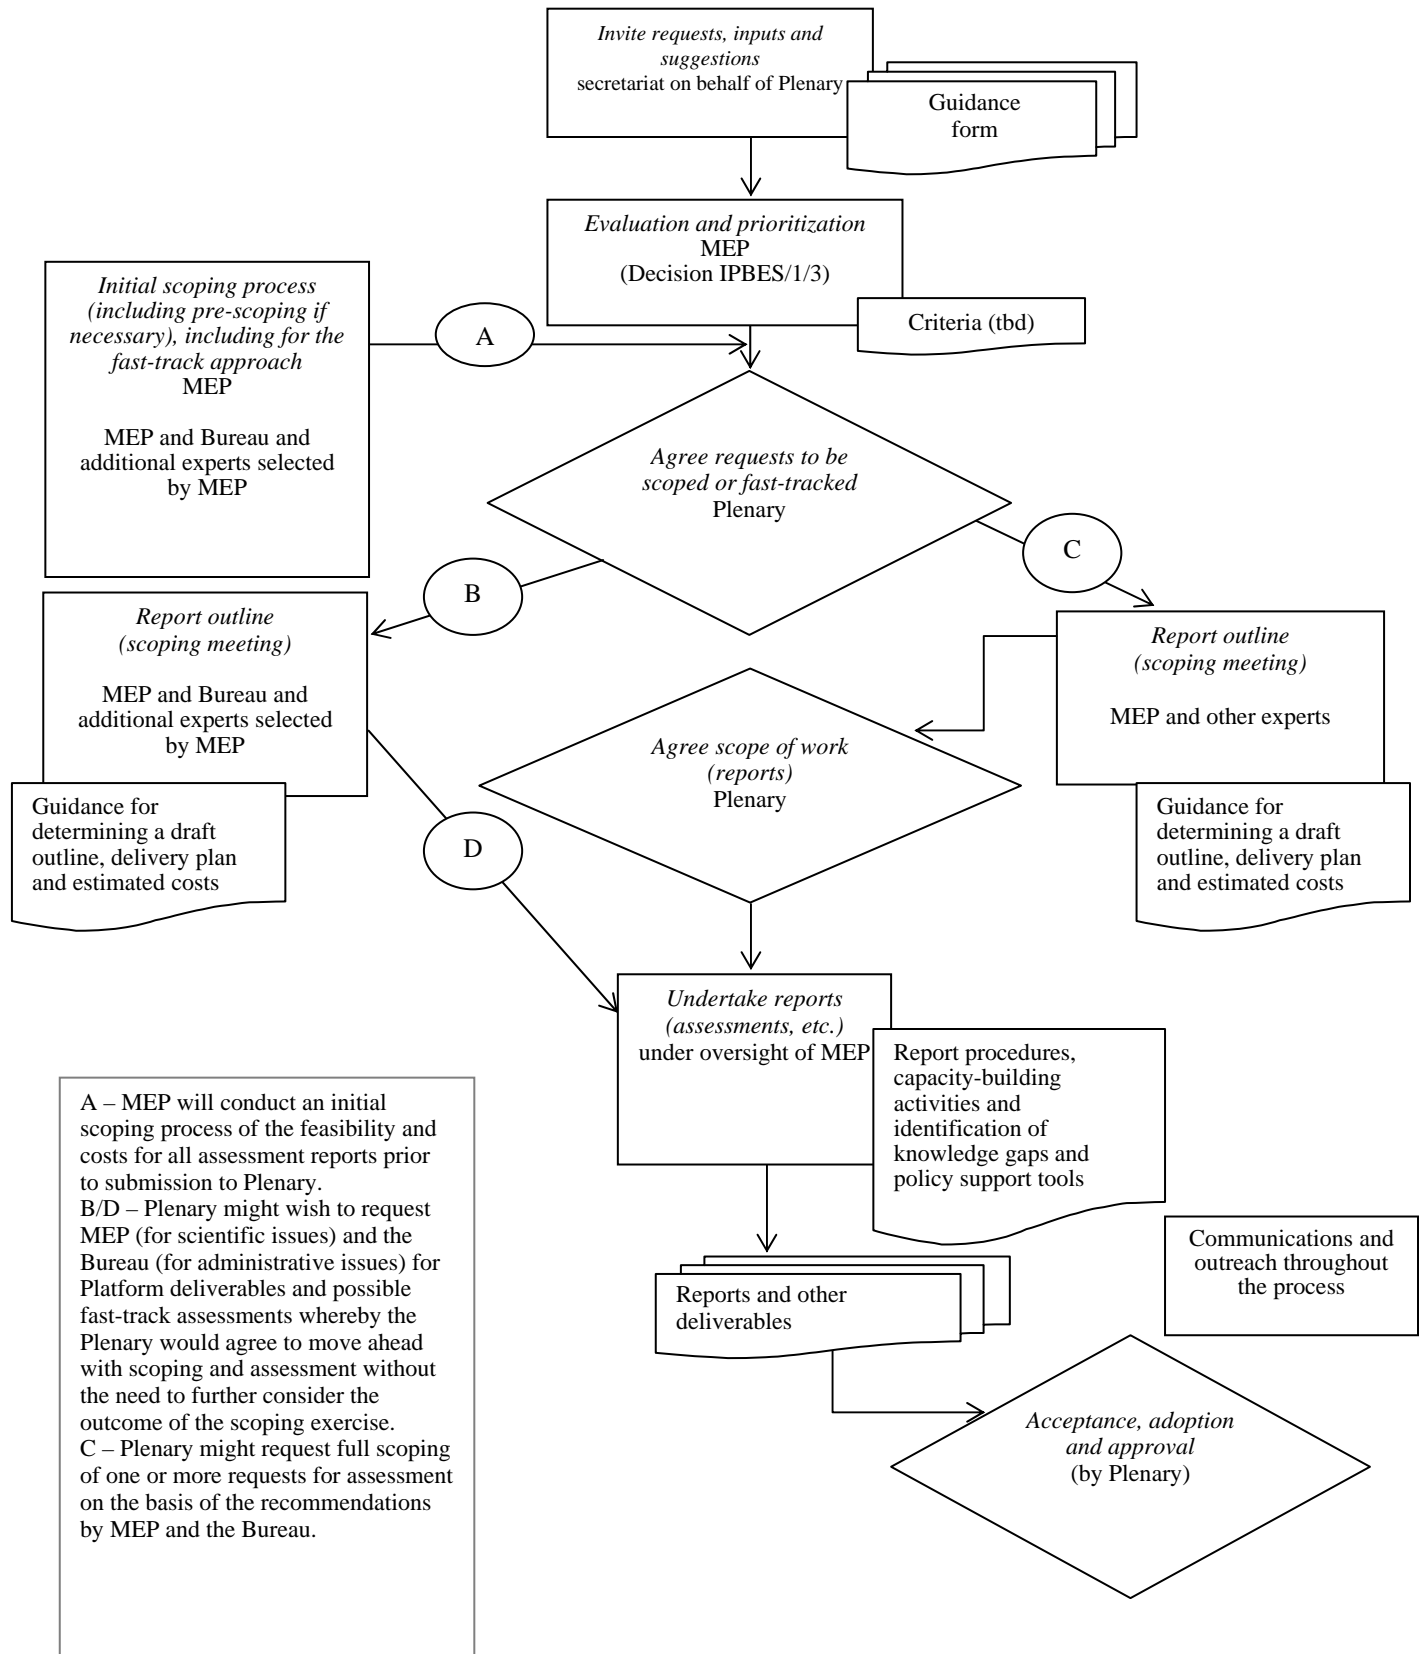 Invite requests, inputs and
suggestions
secretariat on behalf of Plenary
Guidance
form
Evaluation and prioritization
MEP
(Decision IPBES/1/3)
Criteria (tbd)
Initial scoping process
(including pre-scoping if
necessary), including for the
fast-track approach
MEP
MEP and Bureau and
additional experts selected
by MEP
A
Agree requests to be
scoped or fast-tracked
Plenary
B
C
Report outline
(scoping meeting)
MEP and Bureau and
additional experts selected
by MEP
Guidance for
determining a draft
outline, delivery plan
and estimated costs
Report outline
(scoping meeting)
MEP and other experts
Guidance for
determining a draft
outline, delivery plan
and estimated costs
Agree scope of work
(reports)
Plenary
D
Undertake reports
(assessments, etc.)
under oversight of MEP
Report procedures,
capacity-building
activities and
identification of
knowledge gaps and
policy support tools
Communications and
outreach throughout
the process
Reports and other
deliverables
Acceptance, adoption
and approval
(by Plenary)
A – MEP will conduct an initial
scoping process of the feasibility and
costs for all assessment reports prior
to submission to Plenary.
B/D – Plenary might wish to request
MEP (for scientific issues) and the
Bureau (for administrative issues) for
Platform deliverables and possible
fast-track assessments whereby the
Plenary would agree to move ahead
with scoping and assessment without
the need to further consider the
outcome of the scoping exercise.
C – Plenary might request full scoping
of one or more requests for assessment
on the basis of the recommendations
by MEP and the Bureau.